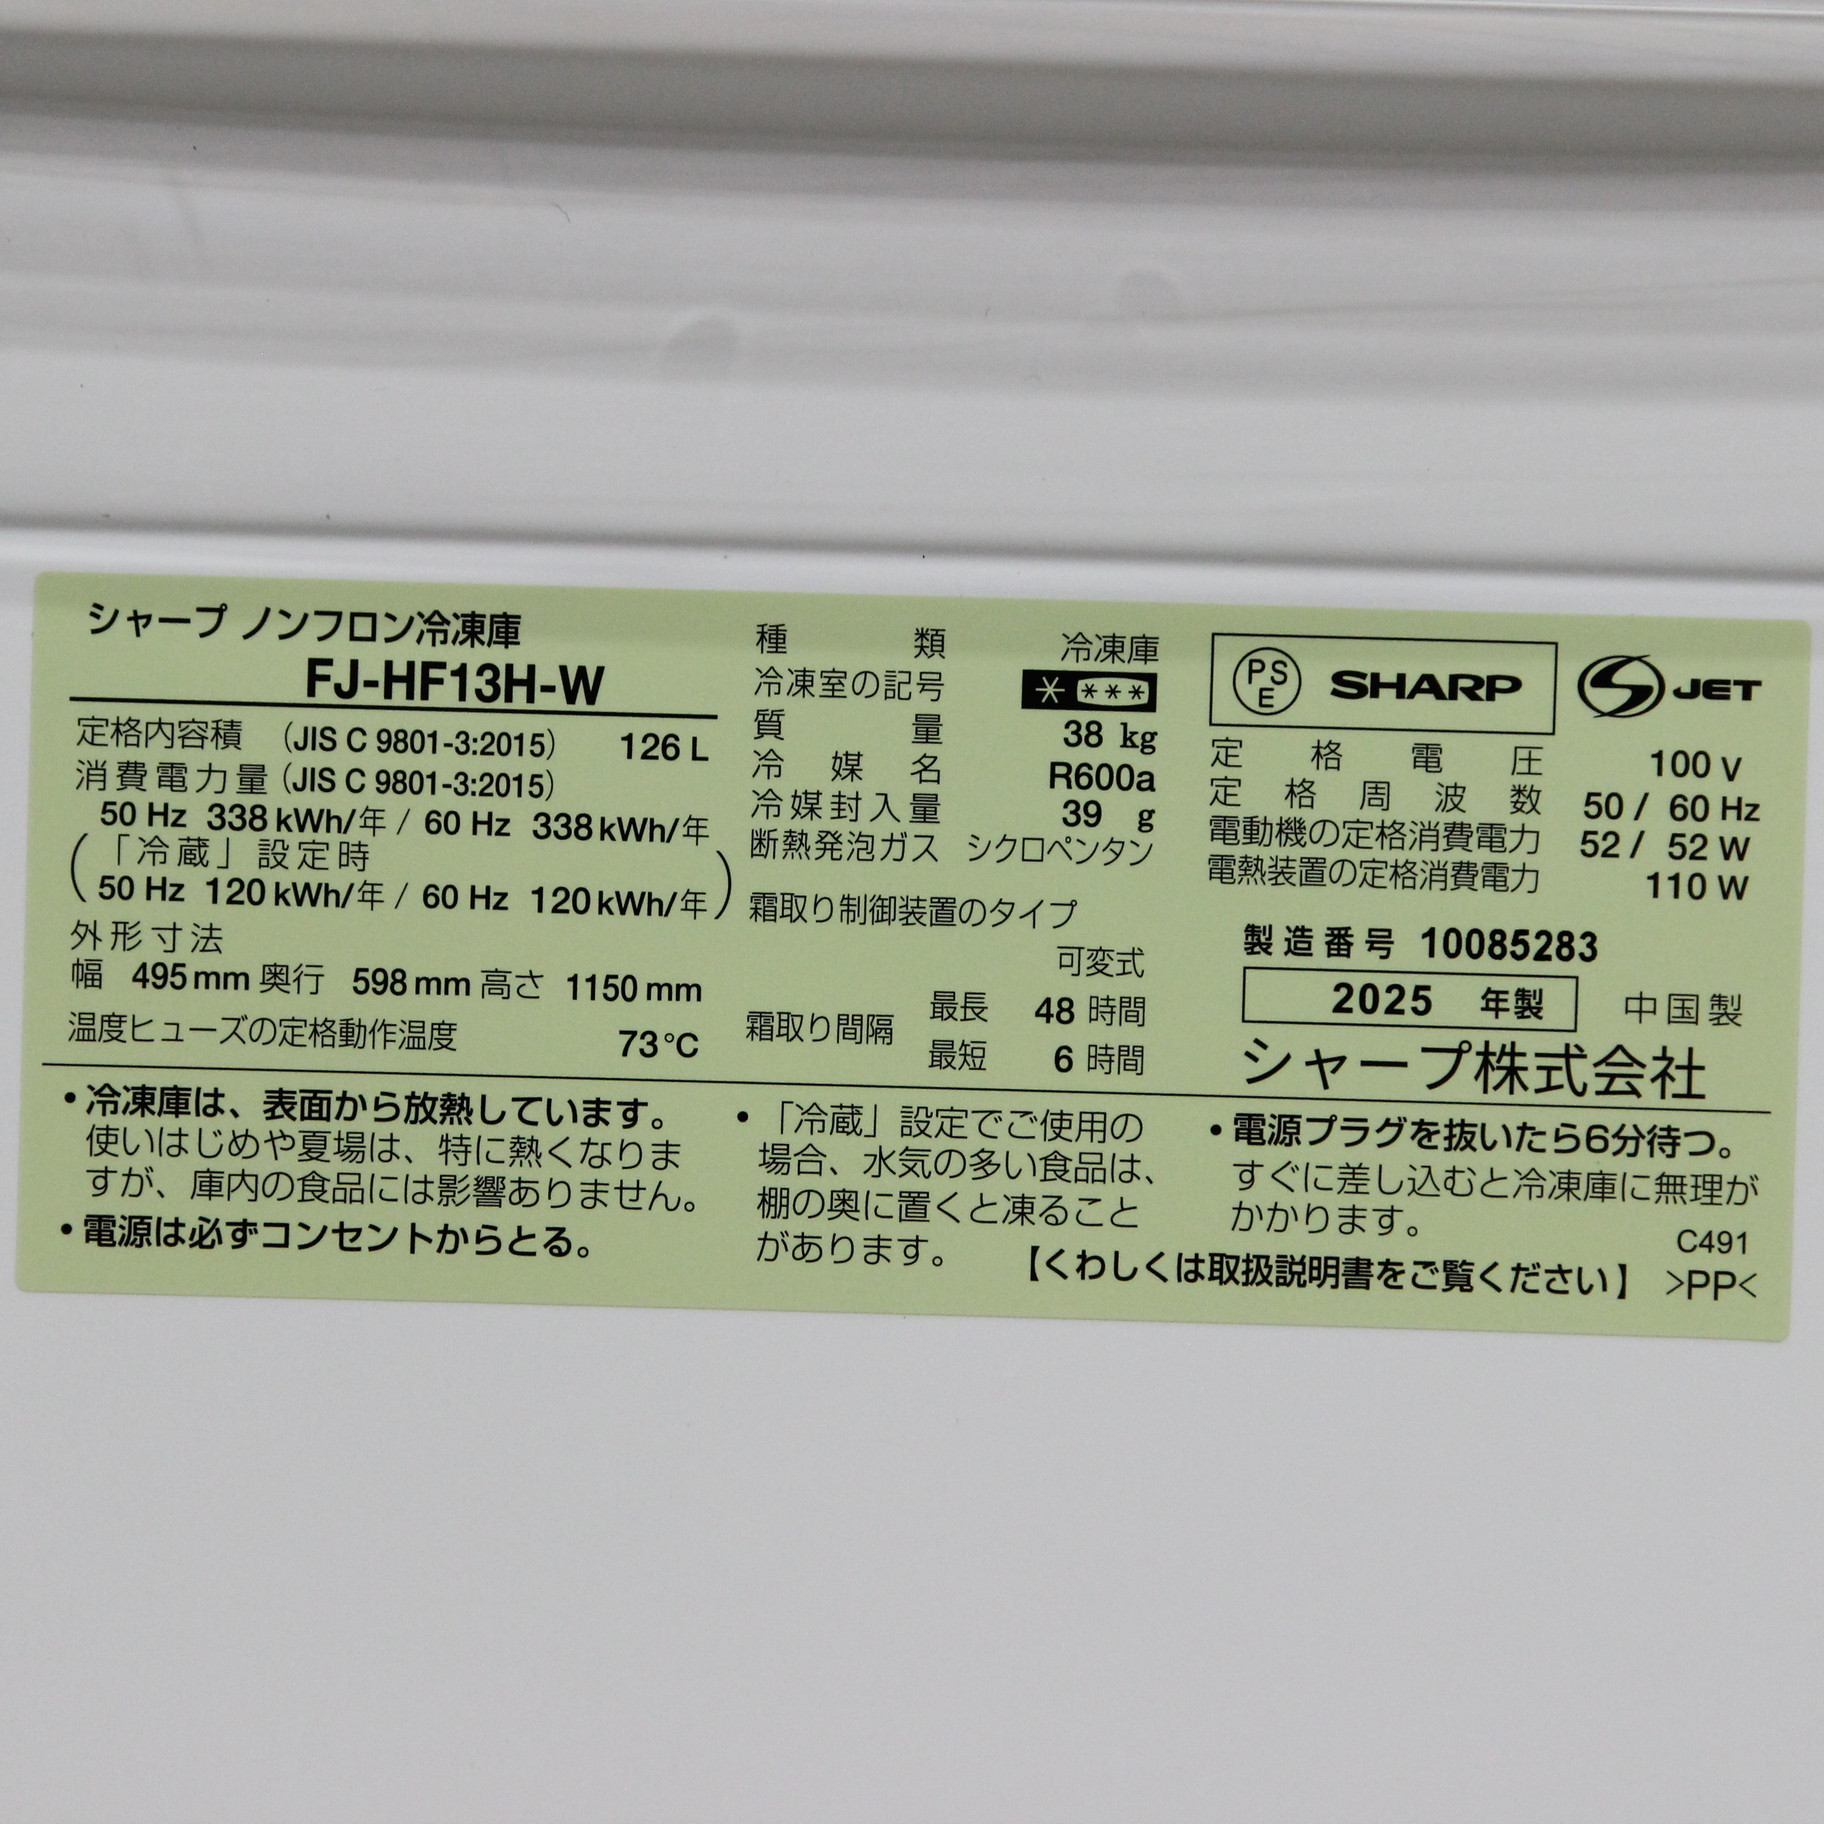 シャープ ノンフロン冷凍庫
FJ-HF13H-W
定格内容積 (JIS C 9801-3:2015) 126 L
消費電力量 (JIS C 9801-3:2015)
50 Hz 338 kWh/年 / 60 Hz 338 kWh/年
「冷蔵」設定時
50 Hz 120 kWh/年 / 60 Hz 120 kWh/年
外形寸法
幅 495 mm 奥行 598 mm 高さ 1150 mm
温度ヒューズの定格動作温度 73 ℃
種類 冷凍庫
冷凍室の記号 * ***
質量 38 kg
冷媒名 R600a
冷媒封入量 39 g
断熱発泡ガス シクロペンタン
霜取り制御装置のタイプ
可変式
霜取り間隔 最長 48 時間
最短 6 時間
PSE SHARP S JET
定格電圧 100 V
定格周波数 50 / 60 Hz
電動機の定格消費電力 52 / 52 W
電熱装置の定格消費電力 110 W
製造番号 10085283
2025 年製 中国製
シャープ株式会社
・冷凍庫は、表面から放熱しています。
使いはじめや夏場は、特に熱くなりま
すが、庫内の食品には影響ありません。
・電源は必ずコンセントからとる。
・「冷蔵」設定でご使用の
場合、水気の多い食品は、
棚の奥に置くと凍ること
があります。
・電源プラグを抜いたら6分待つ。
すぐに差し込むと冷凍庫に無理が
かかります。
C491
【くわしくは取扱説明書をご覧ください】 >PP<